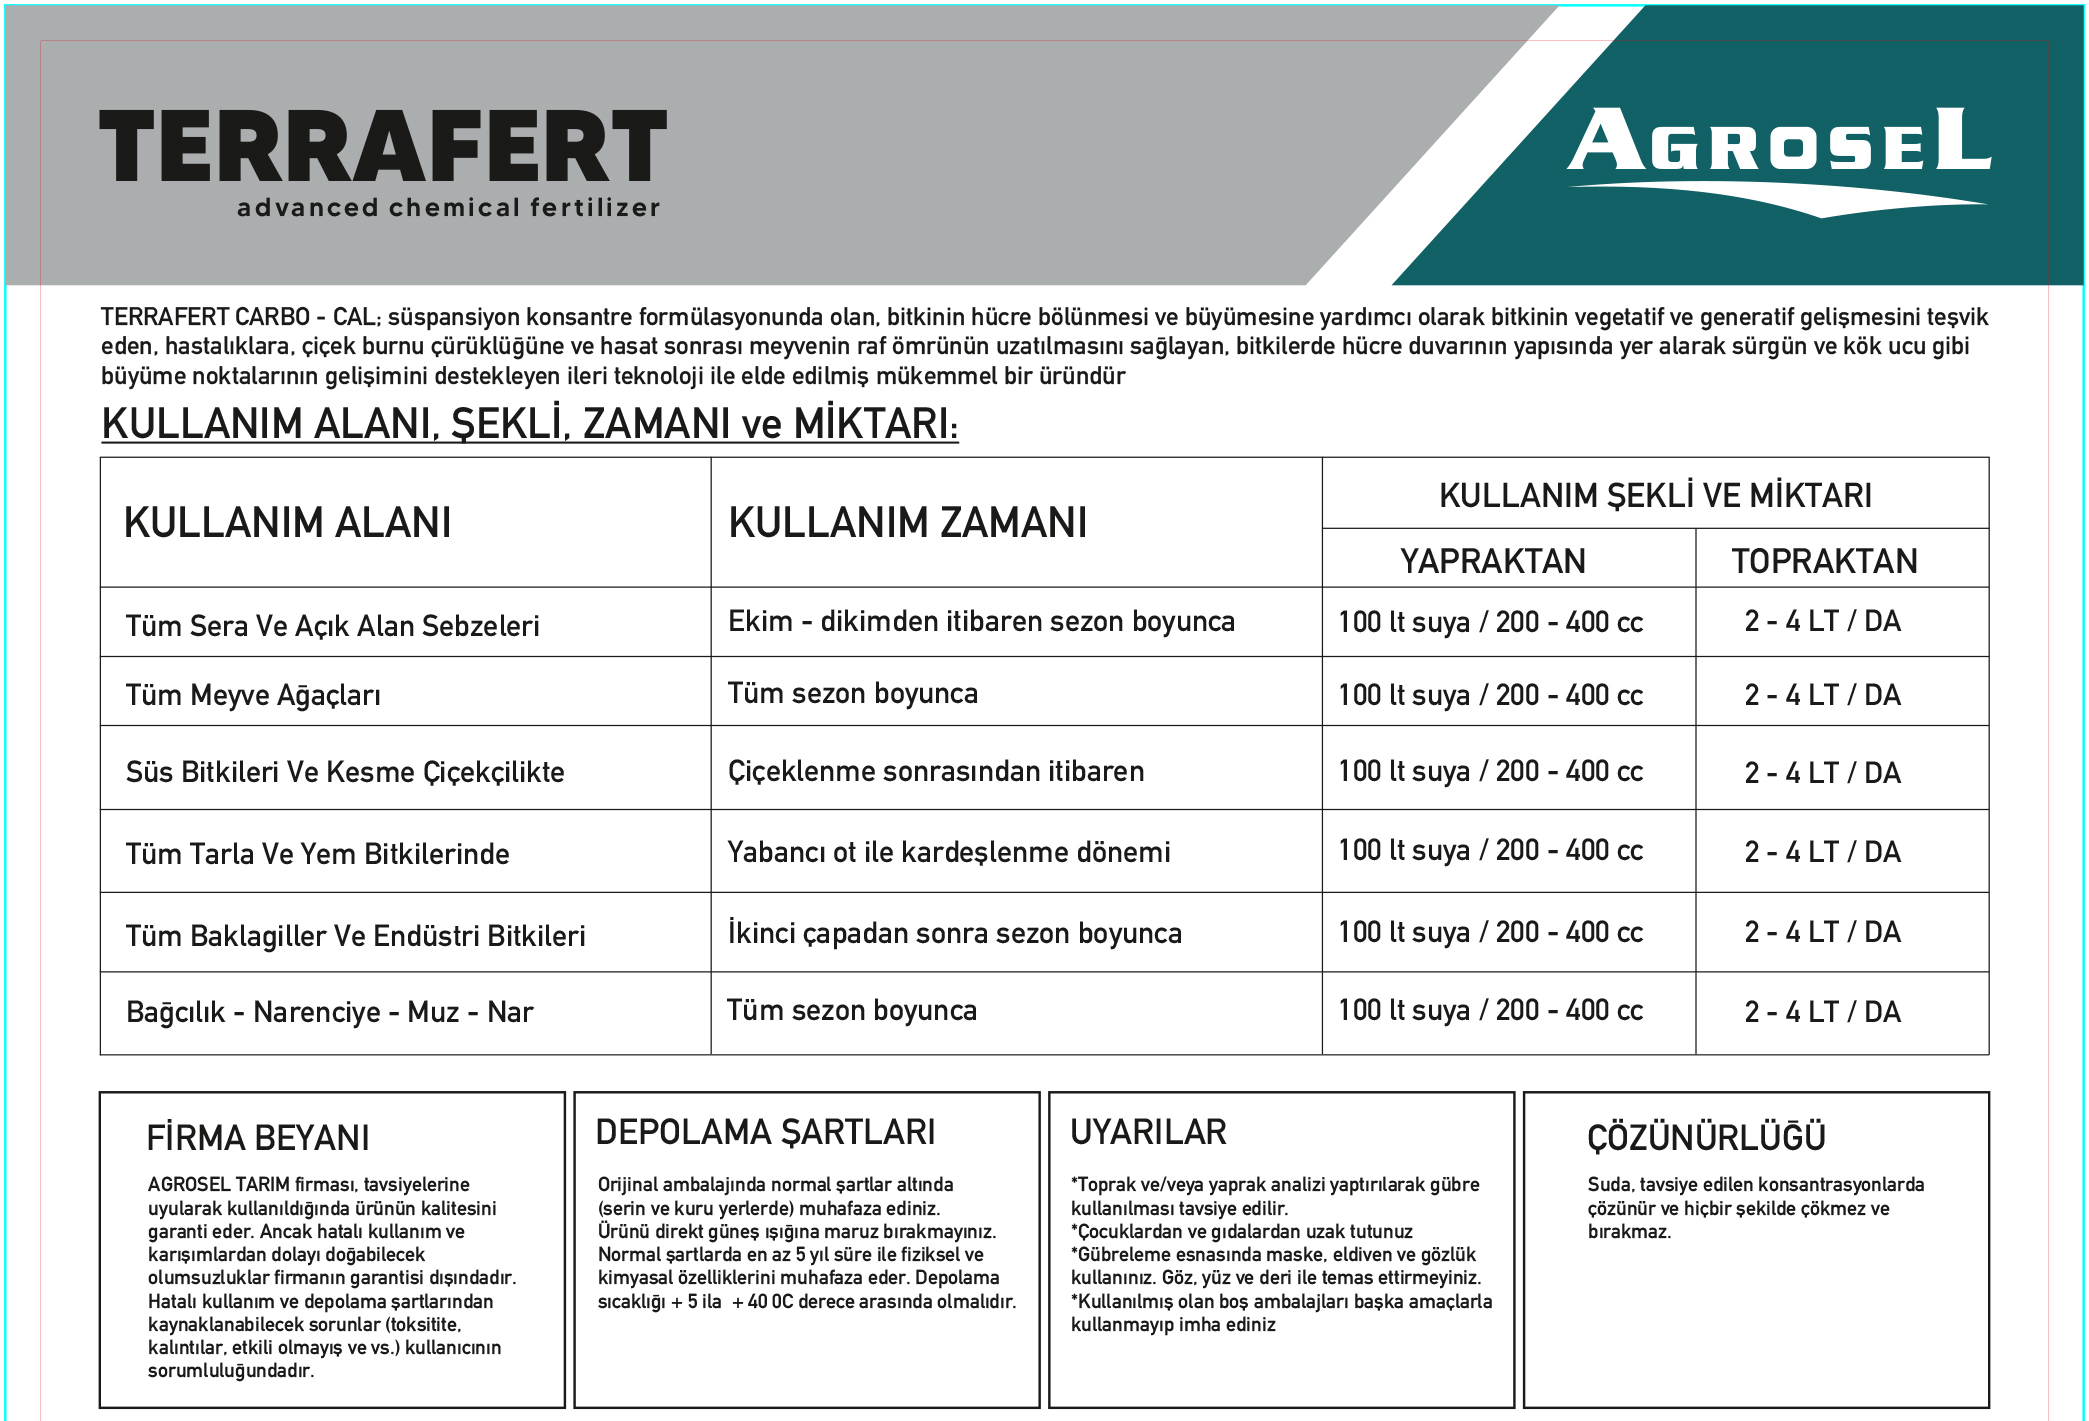 TERRAFERT
advanced chemical fertilizer
AGROSEL
TERRAFERT CARBO - CAL; süspansiyon konsantre formülasyonunda olan, bitkinin hücre bölünmesi ve büyümesine yardımcı olarak bitkinin vegetatif ve generatif gelişmesini teşvik
eden, hastalıklara, çiçek burnu çürüklüğüne ve hasat sonrası meyvenin raf ömrünün uzatılmasını sağlayan, bitkilerde hücre duvarının yapısında yer alarak sürgün ve kök ucu gibi
büyüme noktalarının gelişimini destekleyen ileri teknoloji ile elde edilmiş mükemmel bir üründür
KULLANIM ALANI, ŞEKLİ, ZAMANI ve MİKTARI:
KULLANIM ALANI
KULLANIM ZAMANI
KULLANIM ŞEKLİ VE MİKTARI
YAPRAKTAN
TOPRAKTAN
Tüm Sera Ve Açık Alan Sebzeleri
Ekim - dikimden itibaren sezon boyunca
100 lt suya / 200 - 400 cc
2 - 4 LT / DA
Tüm Meyve Ağaçları
Tüm sezon boyunca
100 lt suya / 200 - 400 cc
2 - 4 LT / DA
Süs Bitkileri Ve Kesme Çiçekçilikte
Çiçeklenme sonrasından itibaren
100 lt suya / 200 - 400 cc
2 - 4 LT / DA
Tüm Tarla Ve Yem Bitkilerinde
Yabancı ot ile kardeşlenme dönemi
100 lt suya / 200 - 400 cc
2 - 4 LT / DA
Tüm Baklagiller Ve Endüstri Bitkileri
İkinci çapadan sonra sezon boyunca
100 lt suya / 200 - 400 cc
2 - 4 LT / DA
Bağcılık - Narenciye - Muz - Nar
Tüm sezon boyunca
100 lt suya / 200 - 400 cc
2 - 4 LT / DA
FİRMA BEYANI
AGROSEL TARIM firması, tavsiyelerine
uyularak kullanıldığında ürünün kalitesini
garanti eder. Ancak hatalı kullanım ve
karışımlardan dolayı doğabilecek
olumsuzluklar firmanın garantisi dışındadır.
Hatalı kullanım ve depolama şartlarından
kaynaklanabilecek sorunlar (toksitite,
kalıntılar, etkili olmayış ve vs.) kullanıcının
sorumluluğundadır.
DEPOLAMA ŞARTLARI
Orijinal ambalajında normal şartlar altında
(serin ve kuru yerlerde) muhafaza ediniz.
Ürünü direkt güneş ışığına maruz bırakmayınız.
Normal şartlarda en az 5 yıl süre ile fiziksel ve
kimyasal özelliklerini muhafaza eder. Depolama
sıcaklığı + 5 ila + 40 0C derece arasında olmalıdır.
UYARILAR
*Toprak ve/veya yaprak analizi yaptırılarak gübre
kullanılması tavsiye edilir.
*Çocuklardan ve gıdalardan uzak tutunuz
*Gübreleme esnasında maske, eldiven ve gözlük
kullanınız. Göz, yüz ve deri ile temas ettirmeyiniz.
*Kullanılmış olan boş ambalajları başka amaçlarla
kullanmayıp imha ediniz
ÇÖZÜNÜRLÜĞÜ
Suda, tavsiye edilen konsantrasyonlarda
çözünür ve hiçbir şekilde çökmez ve
bırakmaz.